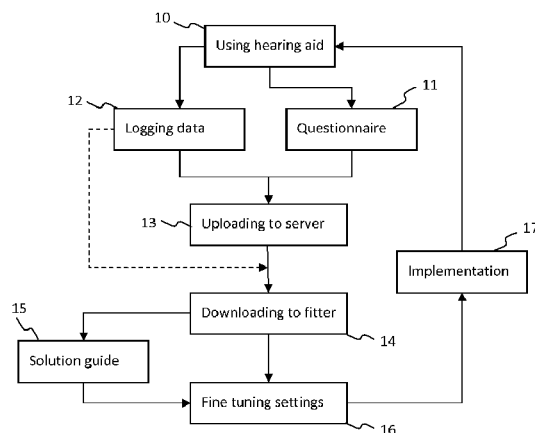 10
Using hearing aid
12
11
Logging data
Questionnaire
13
Uploading to server
17
Implementation
15
Downloading to fitter
14
Solution guide
Fine tuning settings
16